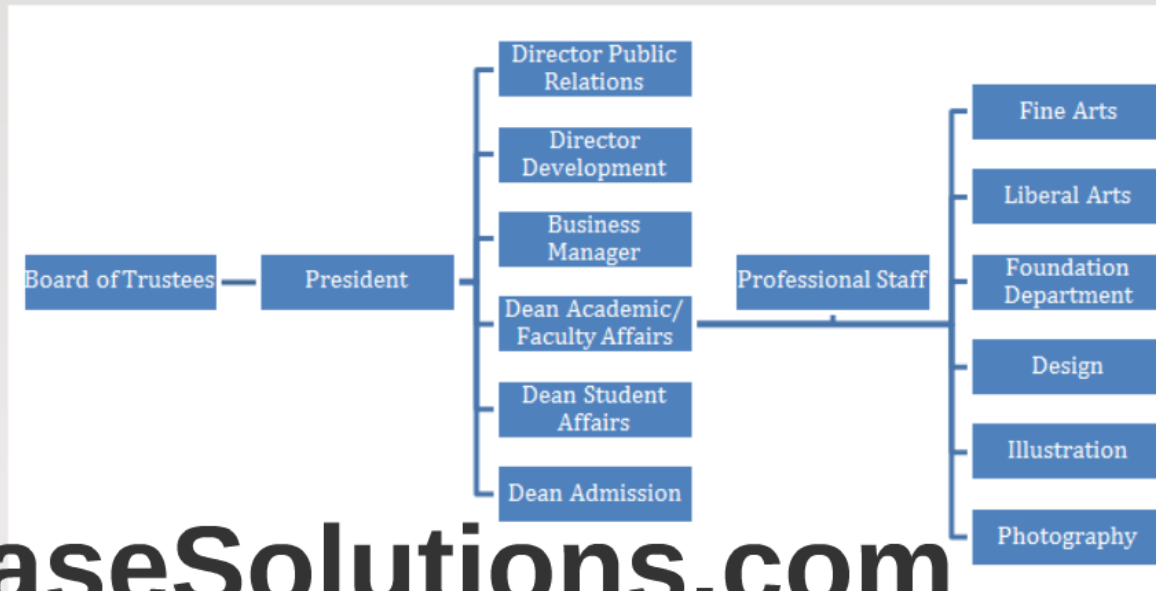 Board of Trustees
President
Director Public
Relations
Director
Development
Business
Manager
Dean Academic/
Faculty Affairs
Dean Student
Affairs
Dean Admission
Professional Staff
Fine Arts
Liberal Arts
Foundation
Department
Design
Illustration
Photography
aseSolutions.com